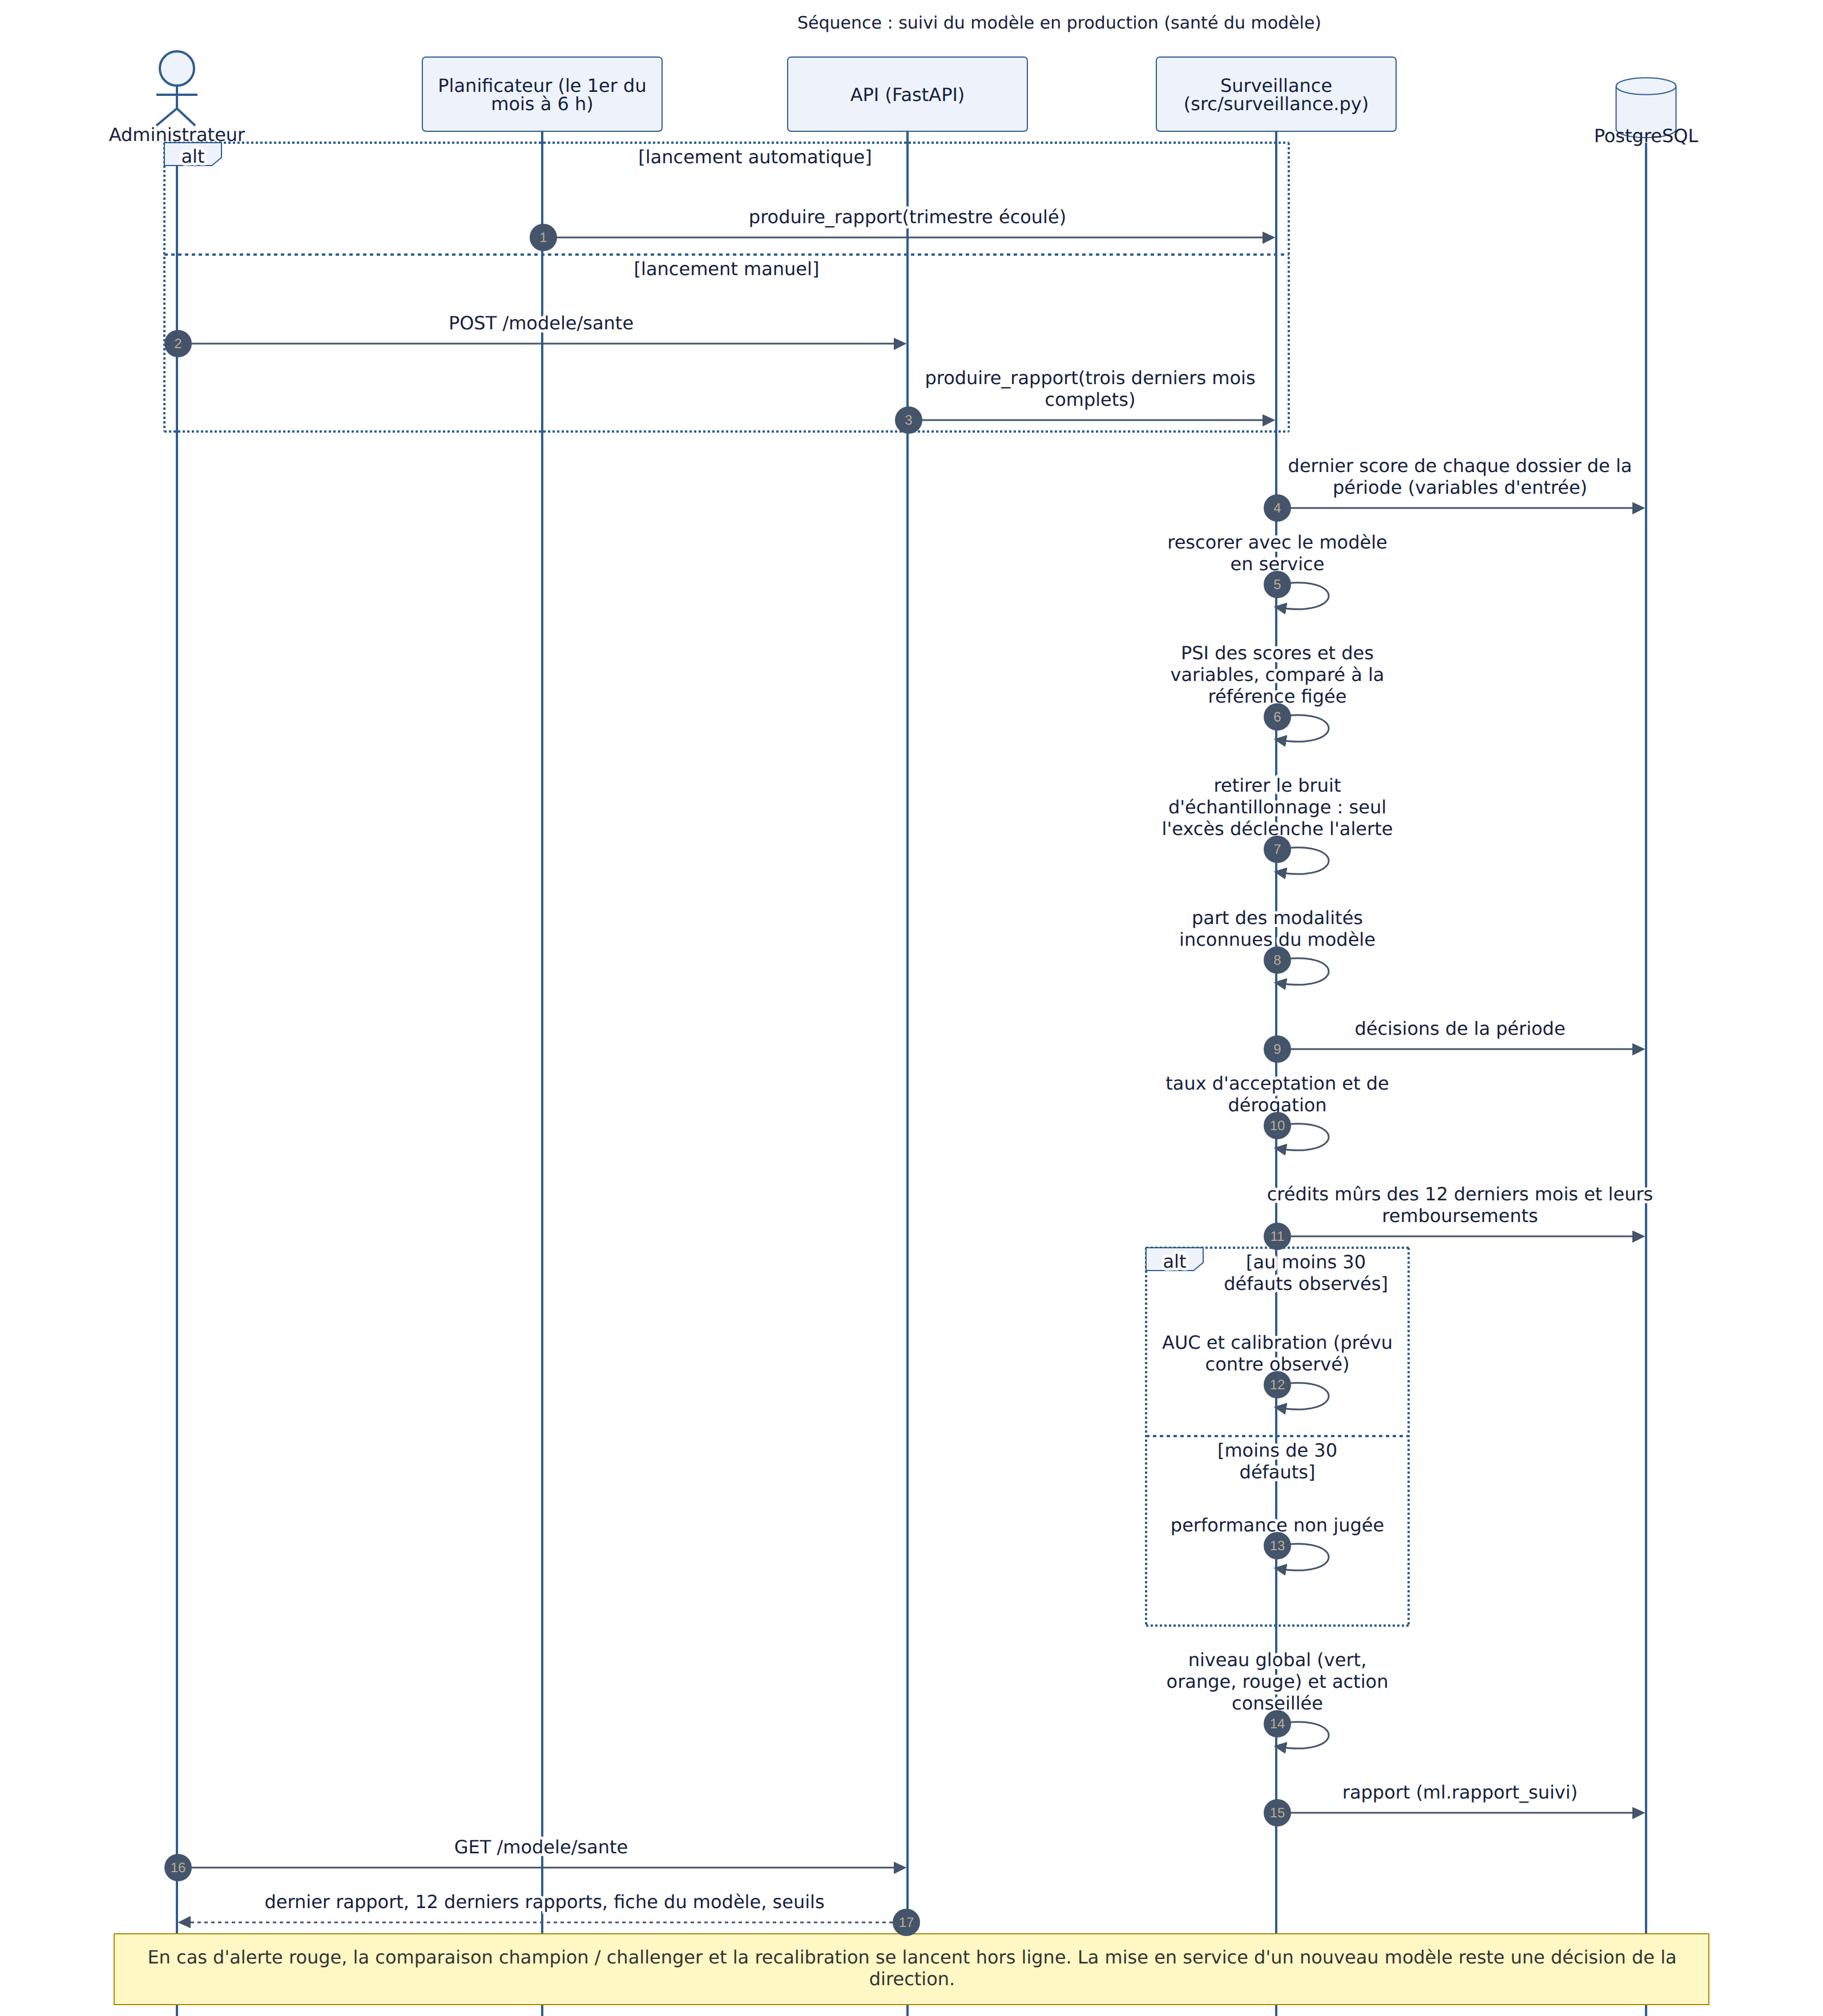 Séquence : suivi du modèle en production (santé du modèle)
Administrateur
Planificateur (le 1er du
mois à 6 h)
API (FastAPI)
Surveillance
(src/surveillance.py)
PostgreSQL
alt
[lancement automatique]
produire_rapport(trimestre écoulé)
1
[lancement manuel]
POST /modele/sante
2
produire_rapport(trois derniers mois
complets)
3
dernier score de chaque dossier de la
période (variables d'entrée)
4
rescorer avec le modèle
en service
5
PSI des scores et des
variables, comparé à la
référence figée
6
retirer le bruit
d'échantillonnage : seul
l'excès déclenche l'alerte
7
part des modalités
inconnues du modèle
8
décisions de la période
9
taux d'acceptation et de
dérogation
10
crédits mûrs des 12 derniers mois et leurs
remboursements
11
alt
[au moins 30
défauts observés]
AUC et calibration (prévu
contre observé)
12
[moins de 30
défauts]
performance non jugée
13
niveau global (vert,
orange, rouge) et action
conseillée
14
rapport (ml.rapport_suivi)
15
GET /modele/sante
16
dernier rapport, 12 derniers rapports, fiche du modèle, seuils
17
En cas d'alerte rouge, la comparaison champion / challenger et la recalibration se lancent hors ligne. La mise en service d'un nouveau modèle reste une décision de la
direction.